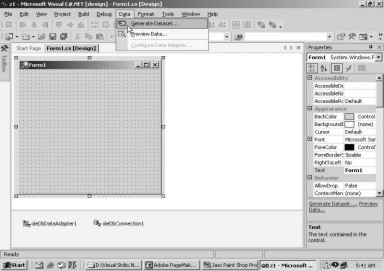 z1 - Microsoft Visual C#.NET [design] - Form1.cs [Design]
File Edit View Project Build Debug Data Format Tools Window Help
Generate Dataset...
Preview Data...
Configure Data Adapter...
Start Page Form1.cs [Design]
Toolbox
Form1
Properties
Form1 System.Windows.F
Accessibility
AccessibleDe
AccessibleN
AccessibleR Default
Appearance
BackColor Control
BackgroundI (none)
Cursor Default
Font Microsoft Ser
ForeColor Control
FormBorderS Sizable
RightToLeft No
Text Form1
Behavior
AllowDrop False
ContextMen (none)
Generate Dataset..., Preview Data...
Text
The text contained in the control.
oleDbDataAdapter1 oleDbConnection1
Ready
Start D:\Visual Stdio.N... Adobe PageMak... Jasc Paint Shop Pro z1 - Microsoft ... 5:41 AM